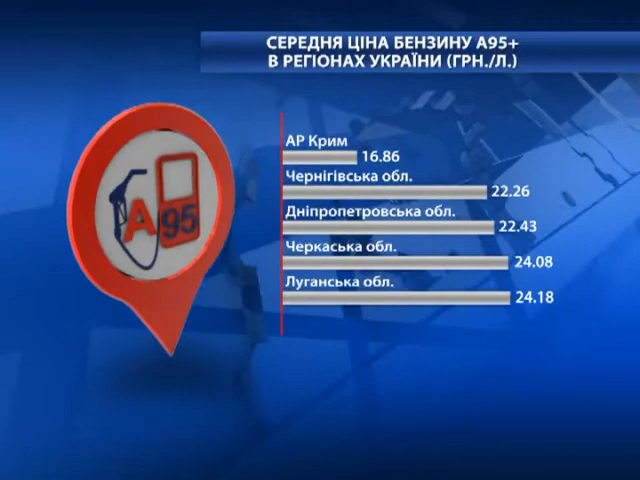 СЕРЕДНЯ ЦІНА БЕНЗИНУ А95+
В РЕГІОНАХ УКРАЇНИ (ГРН./Л.)
АР Крим
16.86
Чернігівська обл.
22.26
Дніпропетровська обл.
22.43
Черкаська обл.
24.08
Луганська обл.
24.18
А 95